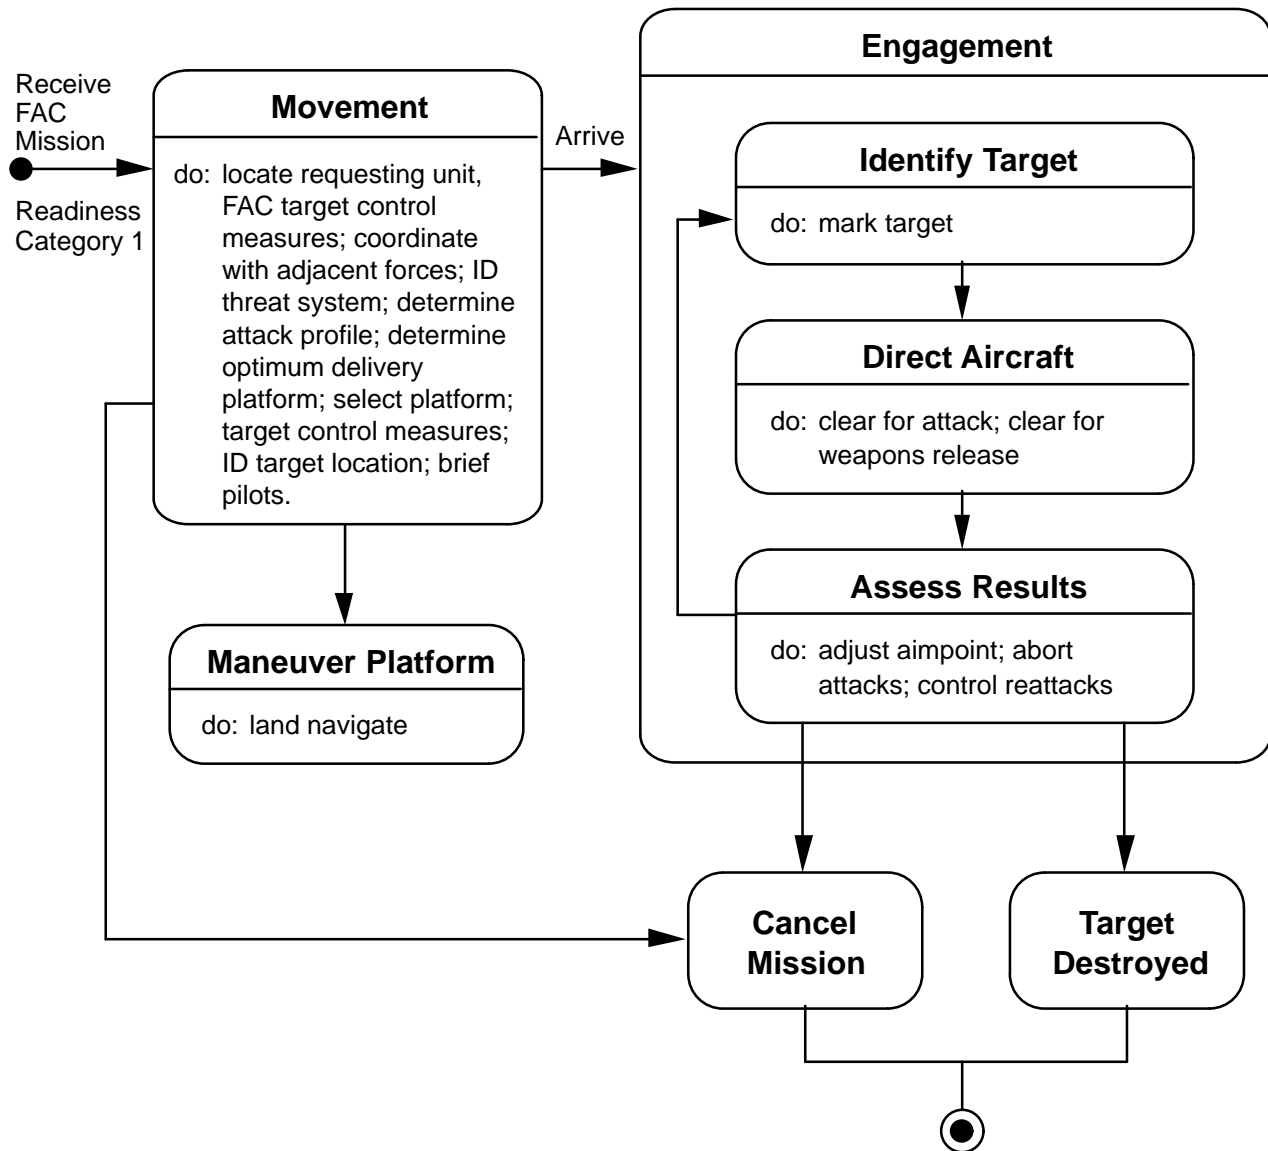 Receive
FAC
Mission
Readiness
Category 1
Movement
do: locate requesting unit,
FAC target control
measures; coordinate
with adjacent forces; ID
threat system; determine
attack profile; determine
optimum delivery
platform; select platform;
target control measures;
ID target location; brief
pilots.
Arrive
Maneuver Platform
do: land navigate
Engagement
Identify Target
do: mark target
Direct Aircraft
do: clear for attack; clear for
weapons release
Assess Results
do: adjust aimpoint; abort
attacks; control reattacks
Cancel
Mission
Target
Destroyed